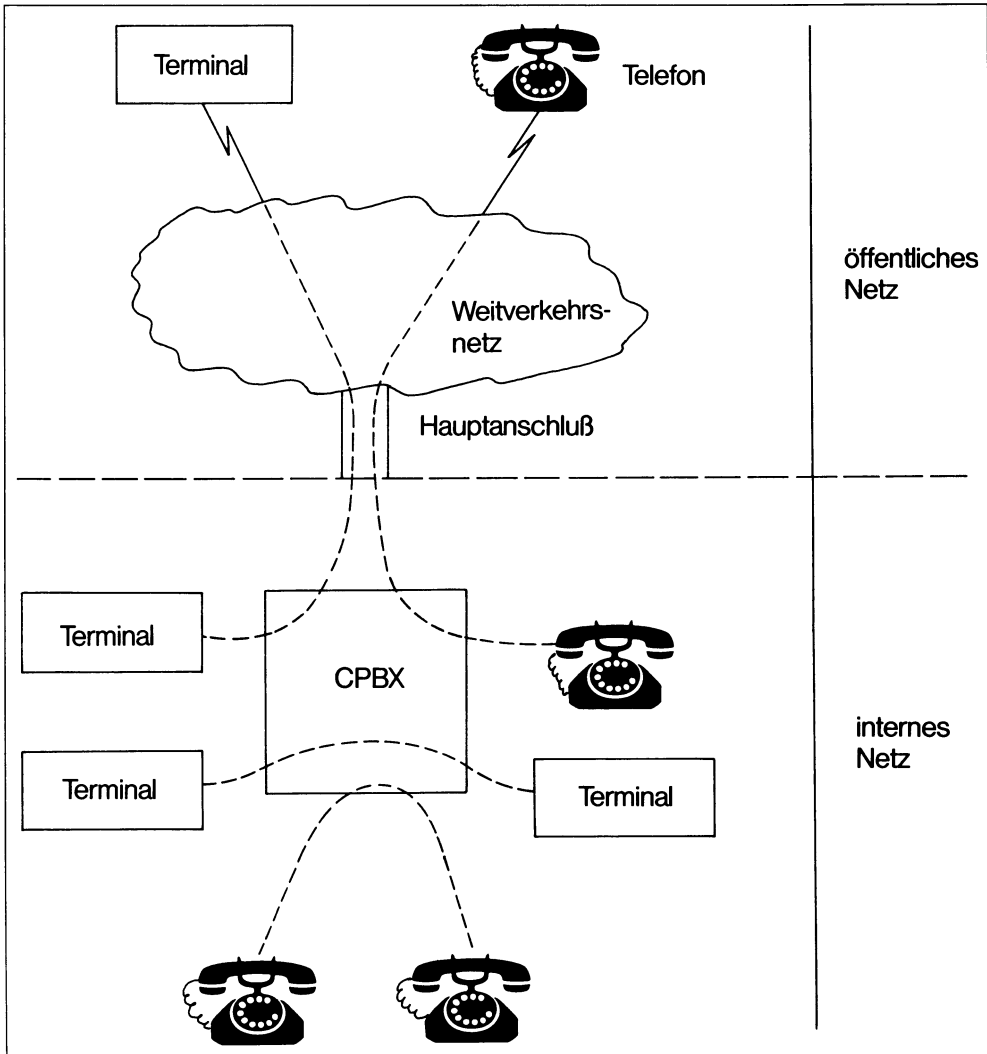 Terminal
Telefon
öffentliches
Netz
Weitverkehrs-
netz
Hauptanschluß
Terminal
CPBX
internes
Netz
Terminal
Terminal